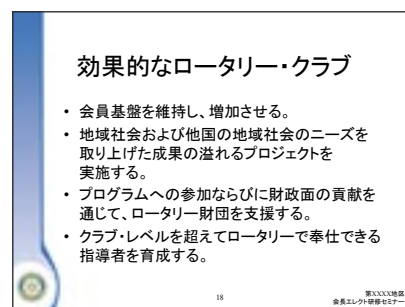 効果的なロータリー・クラブ
• 会員基盤を維持し、増加させる。
• 地域社会および他国の地域社会のニーズを
取り上げた成果の溢れるプロジェクトを
実施する。
• プログラムへの参加ならびに財政面の貢献を
通じて、ロータリー財団を支援する。
• クラブ・レベルを超えてロータリーで奉仕できる
指導者を育成する。
18
第XXXX地区
会長エレクト研修セミナー